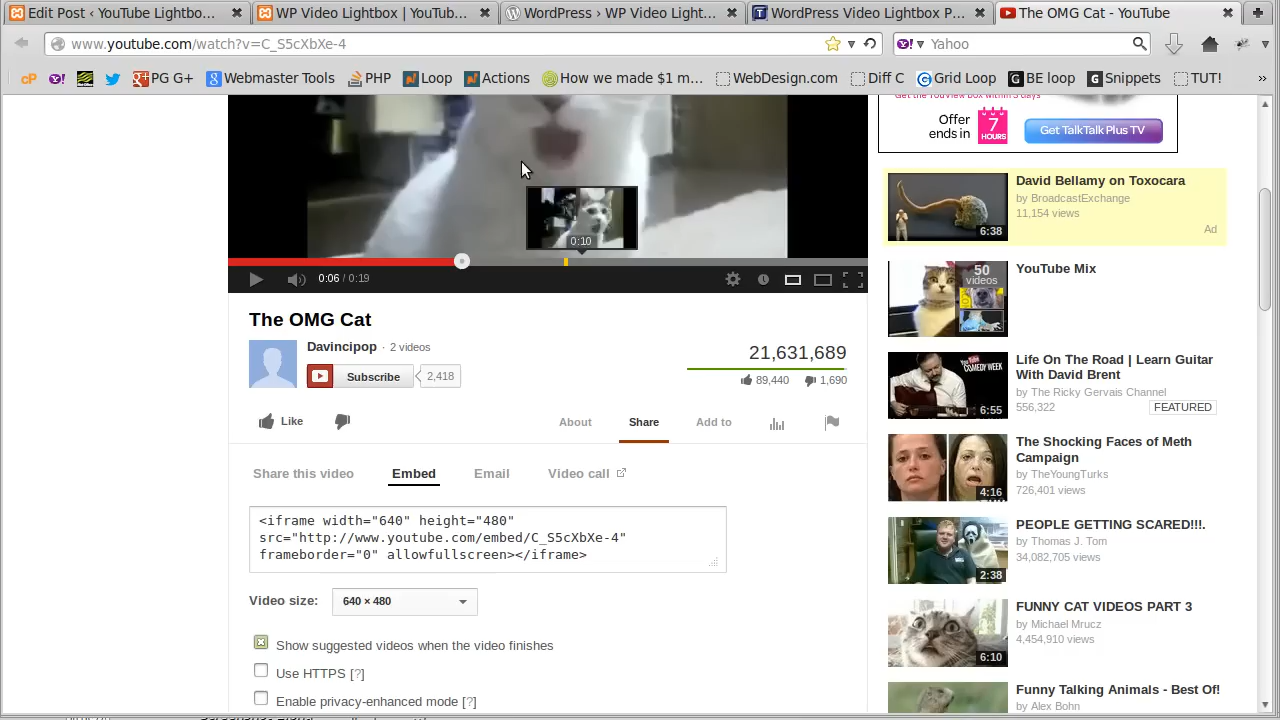 Edit Post ‹ YouTube Lightbo...
WP Video Lightbox | YouTub...
WordPress › WP Video Light...
WordPress Video Lightbox P...
The OMG Cat - YouTube
www.youtube.com/watch?v=C_S5cXbXe-4
Yahoo
cP
PG G+
Webmaster Tools
PHP
Loop
Actions
How we made $1 m...
WebDesign.com
Diff C
Grid Loop
BE loop
Snippets
TUT!
0:10
0:06 / 0:19
The OMG Cat
Davincipop · 2 videos
Subscribe 2,418
21,631,689
89,440 1,690
Like
About Share Add to
Share this video Embed Email Video call
<iframe width="640" height="480"
src="http://www.youtube.com/embed/C_S5cXbXe-4"
frameborder="0" allowfullscreen></iframe>
Video size: 640 × 480
Show suggested videos when the video finishes
Use HTTPS [?]
Enable privacy-enhanced mode [?]
Offer
ends in
7
HOURS
Get TalkTalk Plus TV
David Bellamy on Toxocara
by BroadcastExchange
11,154 views
Ad
6:38
50
videos
YouTube Mix
Life On The Road | Learn Guitar
With David Brent
by The Ricky Gervais Channel
556,322 FEATURED
YOU TUBE
COMEDY WEEK
6:55
The Shocking Faces of Meth
Campaign
by TheYoungTurks
726,401 views
4:16
PEOPLE GETTING SCARED!!!.
by Thomas J. Tom
34,082,705 views
2:38
FUNNY CAT VIDEOS PART 3
by Michael Mrucz
4,454,910 views
6:10
Funny Talking Animals - Best Of!
by Alex Bohn